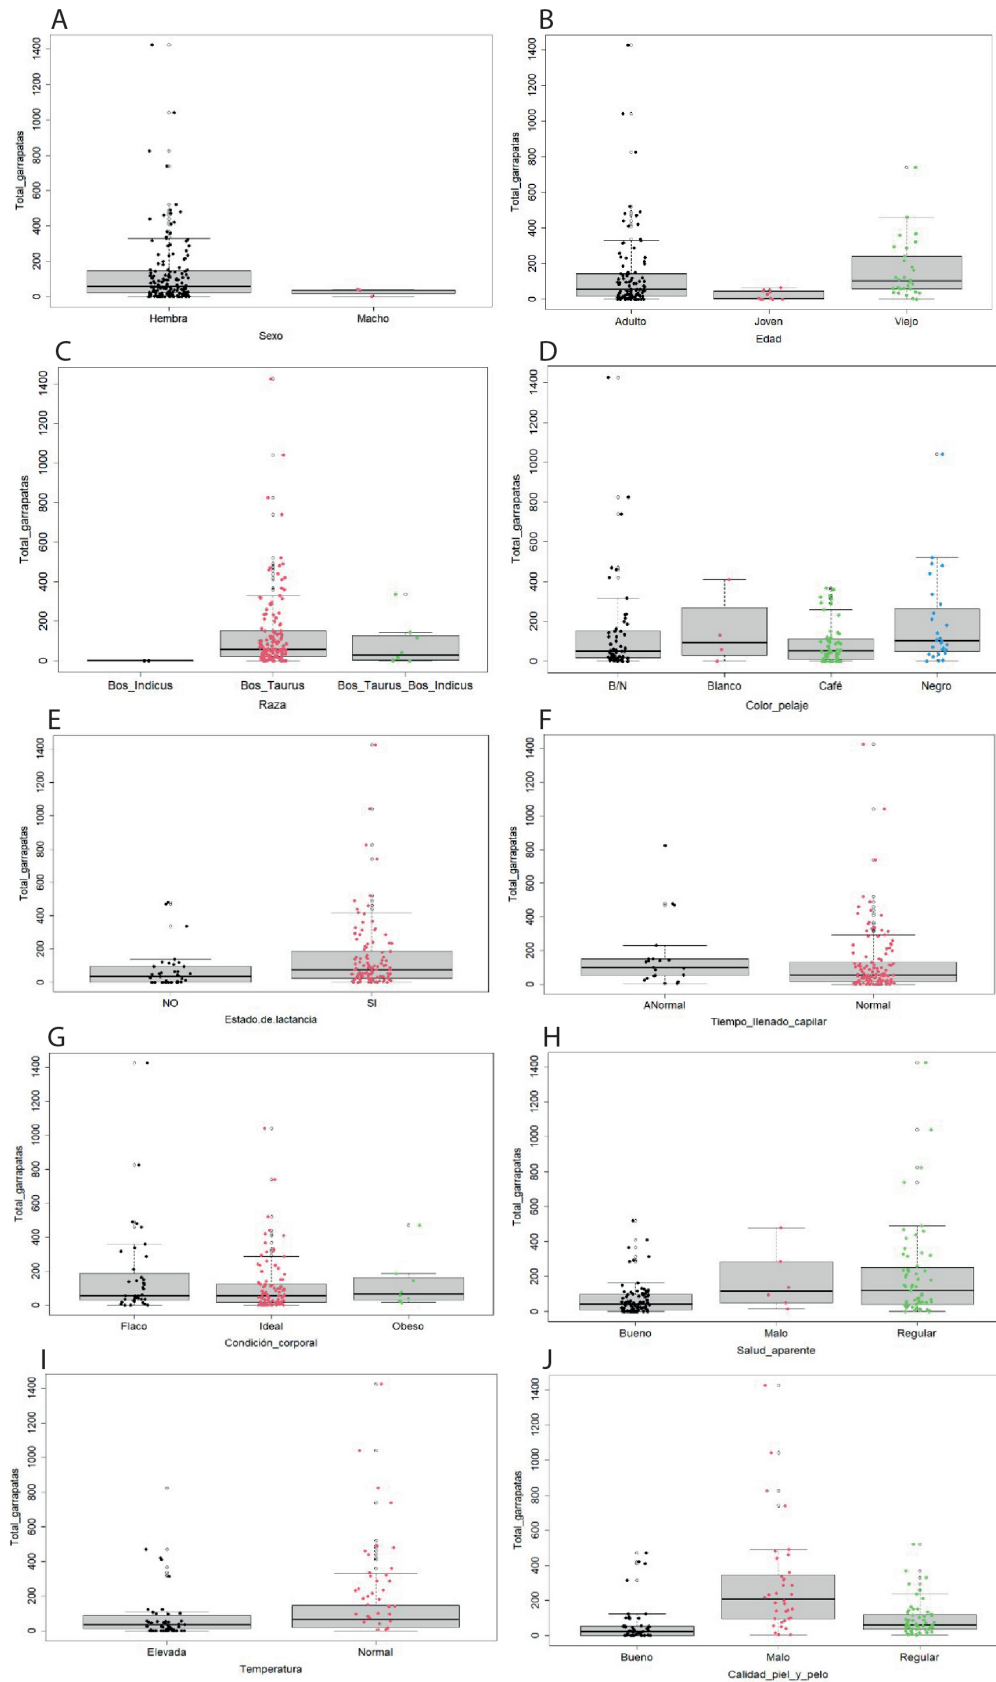 A
Total_garrapatas
0
200
400
600
800
1000
1200
1400
Hembra Macho
Sexo
B
Total_garrapatas
0
200
400
600
800
1000
1200
1400
Adulto Joven Viejo
Edad
C
Total_garrapatas
0
200
400
600
800
1000
1200
1400
Bos_Indicus Bos_Taurus Bos_Taurus_Bos_Indicus
Raza
D
Total_garrapatas
0
200
400
600
800
1000
1200
1400
B/N Blanco Café Negro
Color_pelaje
E
Total_garrapatas
0
200
400
600
800
1000
1200
1400
NO SI
Estado.de.lactancia
F
Total_garrapatas
0
200
400
600
800
1000
1200
1400
ANormal Normal
Tiempo_llenado_capilar
G
Total_garrapatas
0
200
400
600
800
1000
1200
1400
Flaco Ideal Obeso
Condición_corporal
H
Total_garrapatas
0
200
400
600
800
1000
1200
1400
Bueno Malo Regular
Salud_aparente
I
Total_garrapatas
0
200
400
600
800
1000
1200
1400
Elevada Normal
Temperatura
J
Total_garrapatas
0
200
400
600
800
1000
1200
1400
Bueno Malo Regular
Calidad_piel_y_pelo